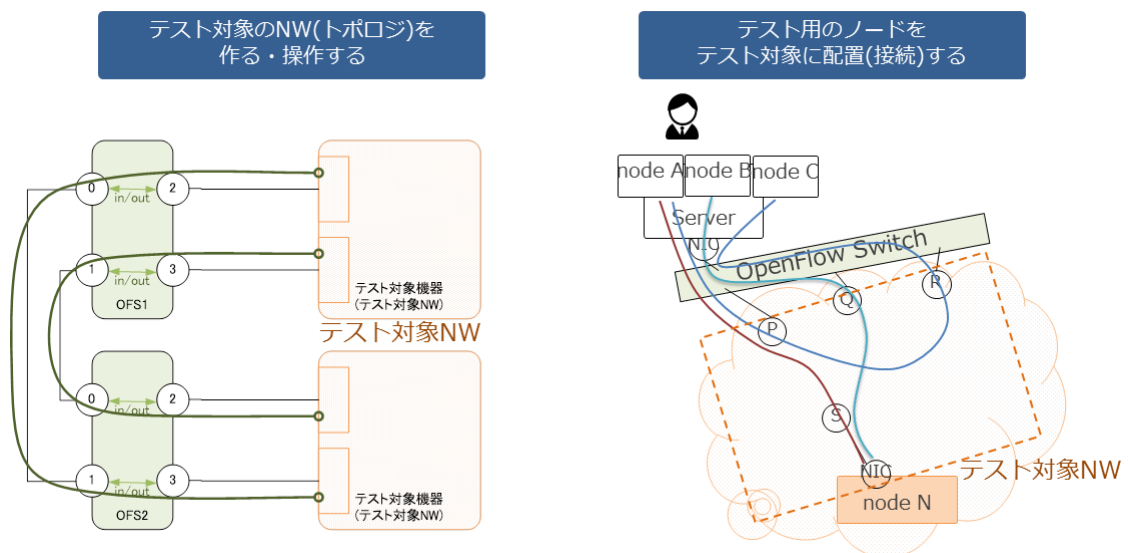 テスト対象のNW(トポロジ)を
作る・操作する
0
in/out
2
1
in/out
3
OFS1
テスト対象機器
(テスト対象NW)
テスト対象NW
0
in/out
2
1
in/out
3
OFS2
テスト対象機器
(テスト対象NW)
テスト用のノードを
テスト対象に配置(接続)する
node A
node B
node C
Server
NIC
OpenFlow Switch
P
Q
R
S
NIC
テスト対象NW
node N